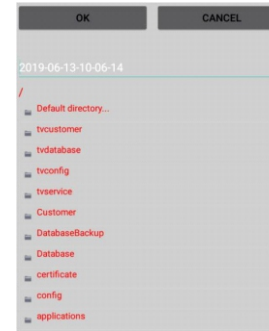 OK CANCEL
2019-06-13-10-06-14
/
Default directory...
tvcustomer
tvdatabase
tvconfig
tvservice
Customer
DatabaseBackup
Database
certificate
config
applications